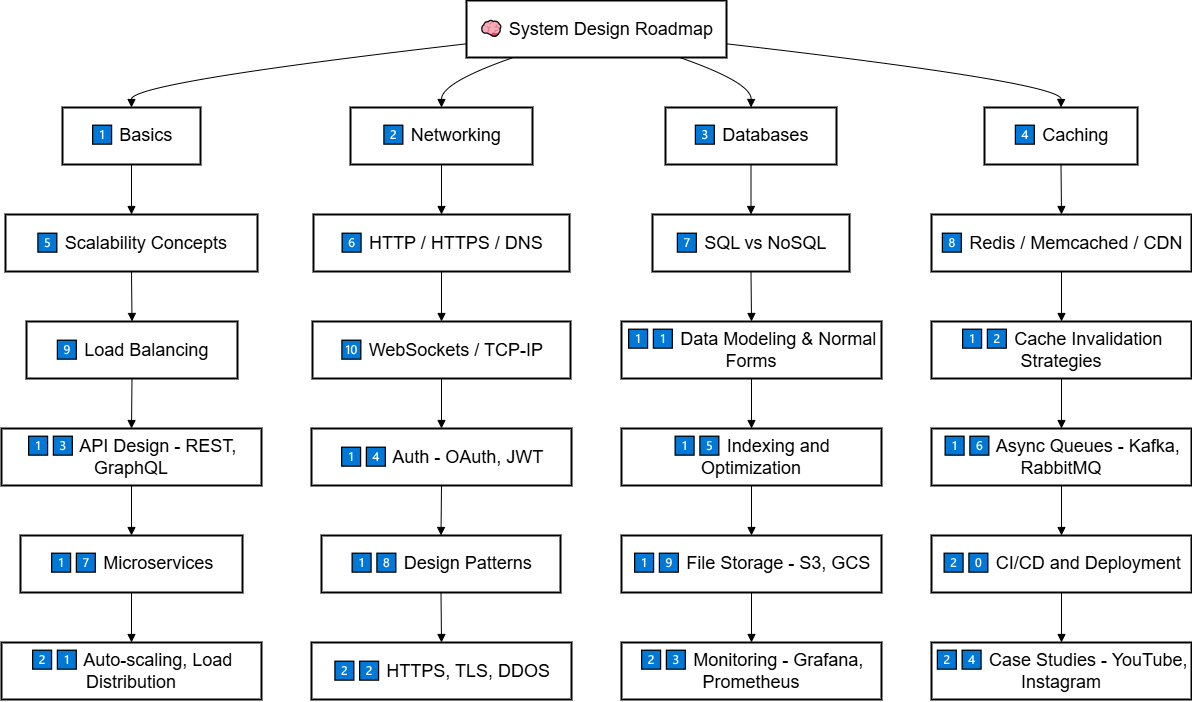 🧠 System Design Roadmap
1 Basics
2 Networking
3 Databases
4 Caching
5 Scalability Concepts
6 HTTP / HTTPS / DNS
7 SQL vs NoSQL
8 Redis / Memcached / CDN
9 Load Balancing
10 WebSockets / TCP-IP
1 1 Data Modeling & Normal
Forms
1 2 Cache Invalidation
Strategies
1 3 API Design - REST,
GraphQL
1 4 Auth - OAuth, JWT
1 5 Indexing and
Optimization
1 6 Async Queues - Kafka,
RabbitMQ
1 7 Microservices
1 8 Design Patterns
1 9 File Storage - S3, GCS
2 0 CI/CD and Deployment
2 1 Auto-scaling, Load
Distribution
2 2 HTTPS, TLS, DDOS
2 3 Monitoring - Grafana,
Prometheus
2 4 Case Studies - YouTube,
Instagram